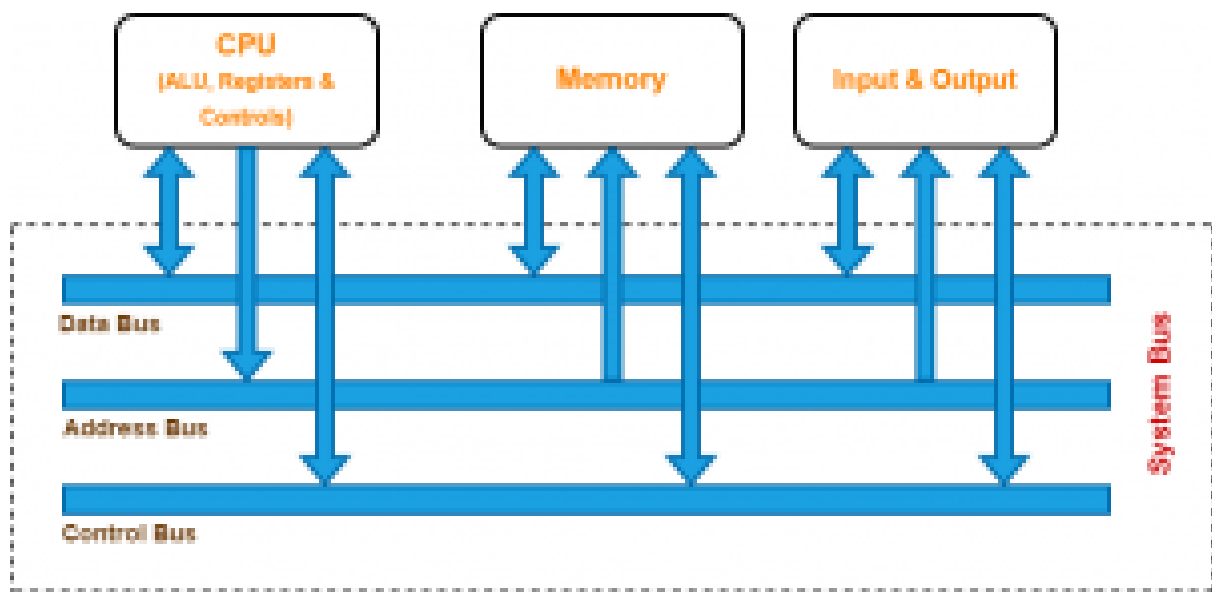 CPU
(ALU, Registers &
Controls)
Memory
Input & Output
Data Bus
Address Bus
Control Bus
System Bus